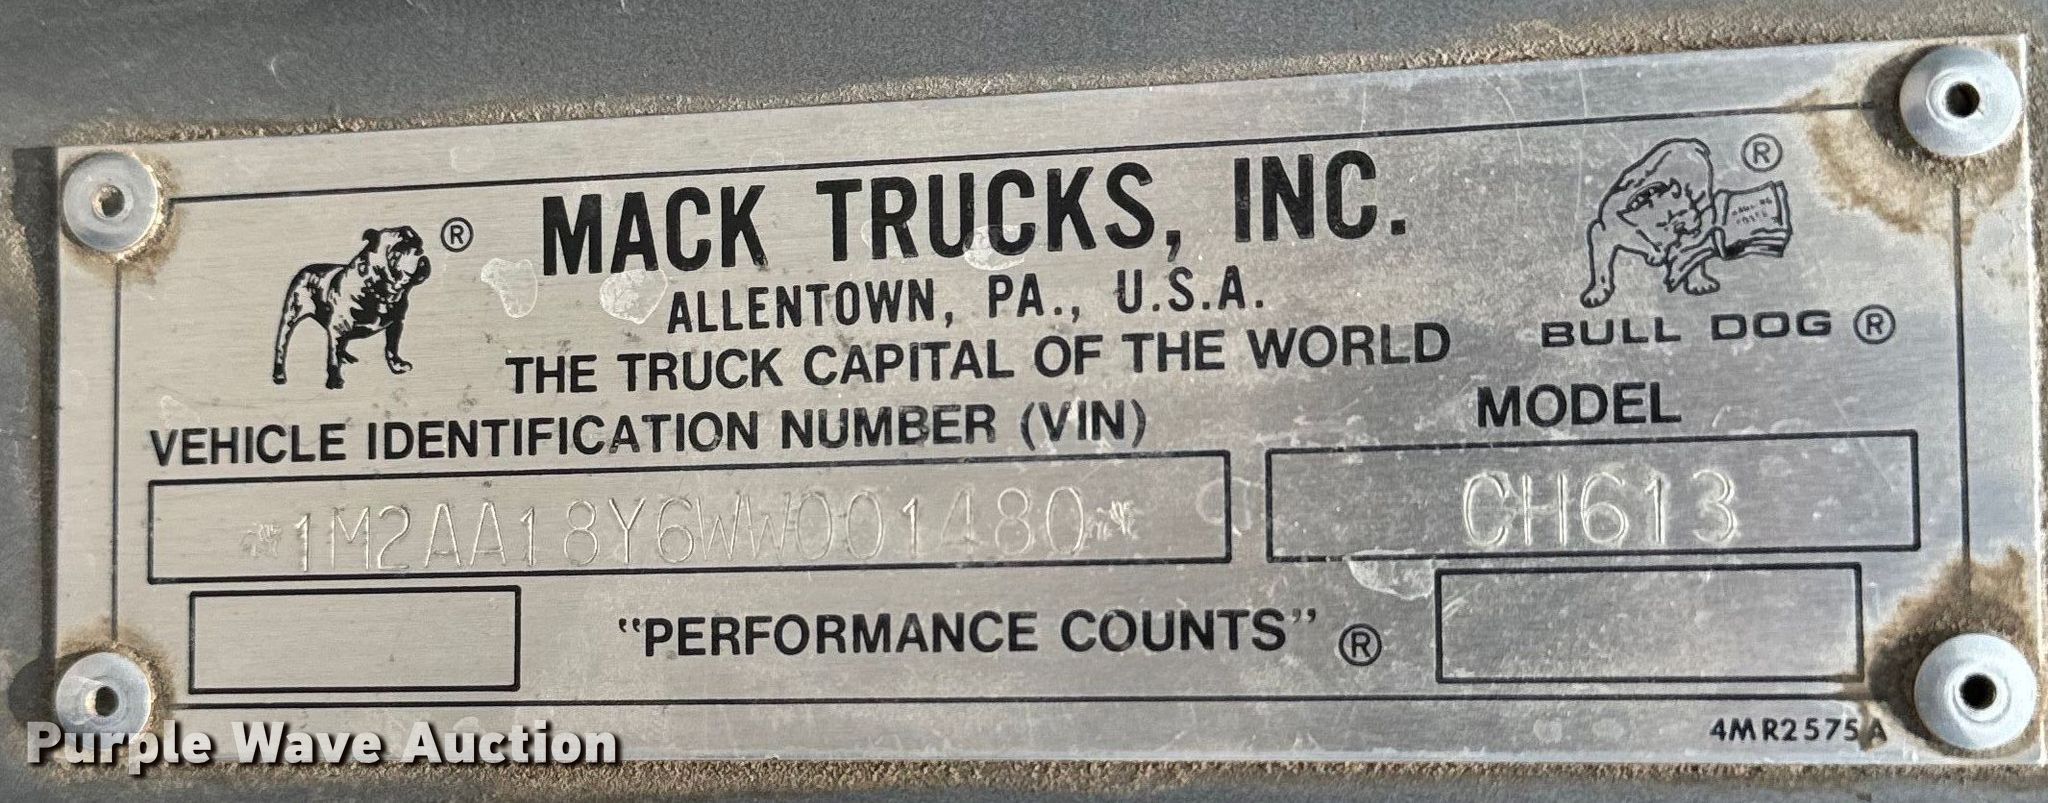 ® MACK TRUCKS, INC. ®
ALLENTOWN, PA., U.S.A.
BULL DOG ®
THE TRUCK CAPITAL OF THE WORLD
VEHICLE IDENTIFICATION NUMBER (VIN)
MODEL
*1M2AA18Y6WW001480*
CH613
"PERFORMANCE COUNTS" ®
4MR2575A
Purple Wave Auction